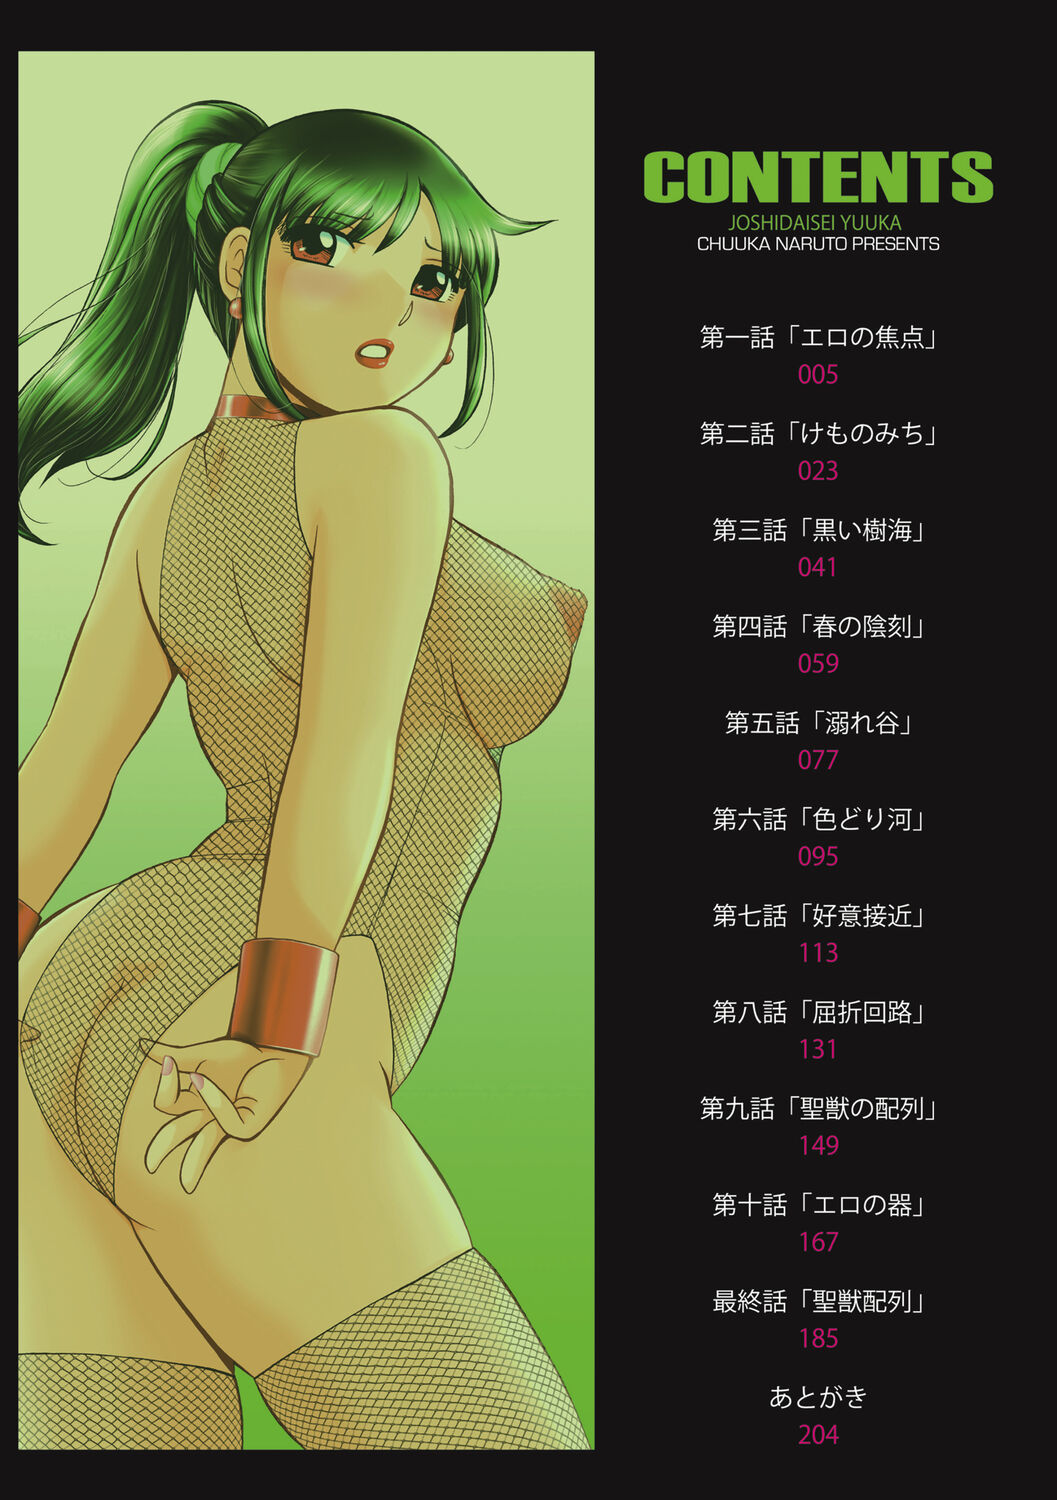 CONTENTS
JOSHIDAISEI YUUKA
CHUUKA NARUTO PRESENTS
第一話「エロの焦点」
005
第二話「けものみち」
023
第三話「黒い樹海」
041
第四話「春の陰刻」
059
第五話「溺れ谷」
077
第六話「色どり河」
095
第七話「好意接近」
113
第八話「屈折回路」
131
第九話「聖獣の配列」
149
第十話「エロの器」
167
最終話「聖獣配列」
185
あとがき
204